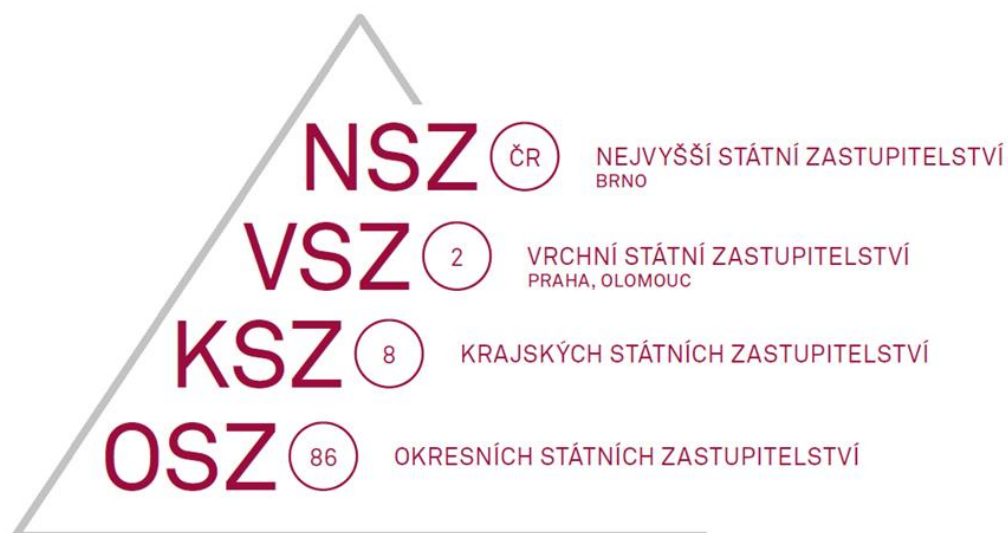 NSZ ČR NEJVYŠŠÍ STÁTNÍ ZASTUPITELSTVÍ
BRNO
VSZ 2 VRCHNÍ STÁTNÍ ZASTUPITELSTVÍ
PRAHA, OLOMOUC
KSZ 8 KRAJSKÝCH STÁTNÍCH ZASTUPITELSTVÍ
OSZ 86 OKRESNÍCH STÁTNÍCH ZASTUPITELSTVÍ